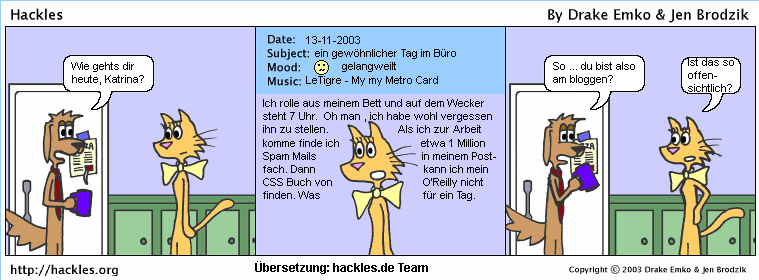 Hackles
By Drake Emko & Jen Brodzik
Wie gehts dir
heute, Katrina?
Date: 13-11-2003
Subject: ein gewöhnlicher Tag im Büro
Mood: gelangweilt
Music: LeTigre - My my Metro Card
Ich rolle aus meinem Bett und auf dem Wecker
steht 7 Uhr. Oh man , ich habe wohl vergessen
ihn zu stellen. Als ich zur Arbeit
komme finde ich etwa 1 Million
Spam Mails in meinem Post-
fach. Dann kann ich mein
CSS Buch von O'Reilly nicht
finden. Was für ein Tag.
So ... du bist also
am bloggen?
Ist das so
offen-
sichtlich?
http://hackles.org
Übersetzung: hackles.de Team
Copyright © 2003 Drake Emko & Jen Brodzik